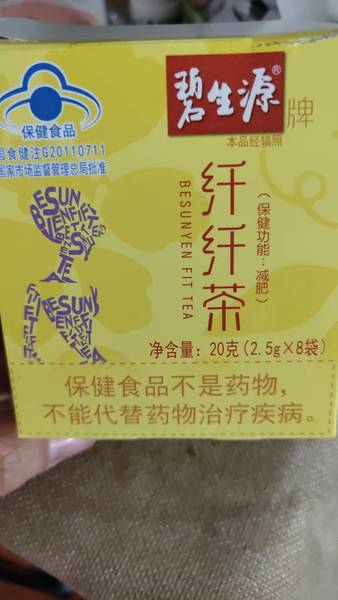 碧生源®牌
本品经辐照
保健食品
国食健注G20110711
国家市场监督管理总局批准
纤纤茶
BESUNYEN FIT TEA
(保健功能:减肥)
净含量: 20克(2.5g×8袋)
保健食品不是药物,
不能代替药物治疗疾病。